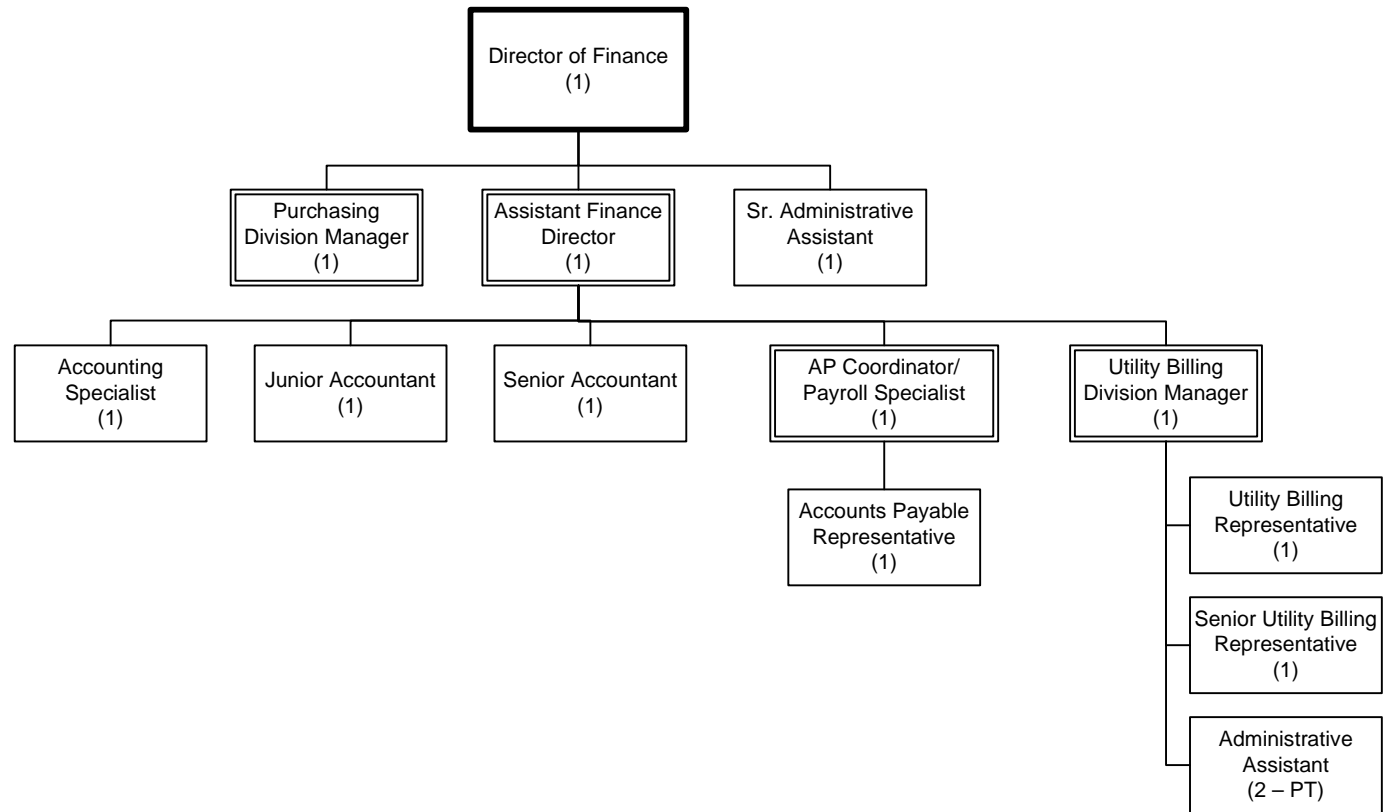 Director of Finance
(1)
Purchasing
Division Manager
(1)
Assistant Finance
Director
(1)
Sr. Administrative
Assistant
(1)
Accounting
Specialist
(1)
Junior Accountant
(1)
Senior Accountant
(1)
AP Coordinator/
Payroll Specialist
(1)
Utility Billing
Division Manager
(1)
Accounts Payable
Representative
(1)
Utility Billing
Representative
(1)
Senior Utility Billing
Representative
(1)
Administrative
Assistant
(2 – PT)